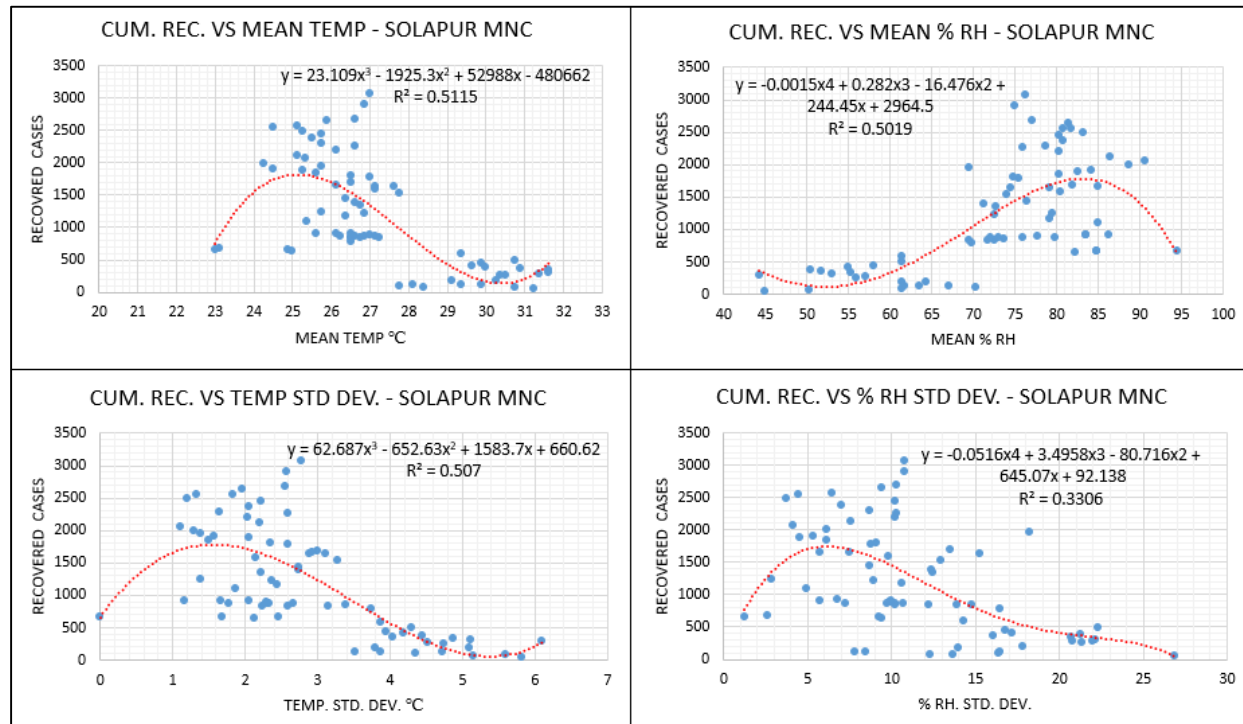 CUM. REC. VS MEAN TEMP - SOLAPUR MNC
y = 23.109x³ - 1925.3x² + 52988x - 480662
R² = 0.5115
3500
3000
2500
2000
1500
1000
500
0
RECOVRED CASES
20 21 22 23 24 25 26 27 28 29 30 31 32 33
MEAN TEMP °C
CUM. REC. VS MEAN % RH - SOLAPUR MNC
y = -0.0015x4 + 0.282x3 - 16.476x2 +
244.45x + 2964.5
R² = 0.5019
3500
3000
2500
2000
1500
1000
500
0
RECOVERED CASES
40 45 50 55 60 65 70 75 80 85 90 95 100
MEAN % RH
CUM. REC. VS TEMP STD DEV. - SOLAPUR MNC
y = 62.687x³ - 652.63x² + 1583.7x + 660.62
R² = 0.507
3500
3000
2500
2000
1500
1000
500
0
RECOVERED CASES
0 1 2 3 4 5 6 7
TEMP. STD. DEV. °C
CUM. REC. VS % RH STD DEV. - SOLAPUR MNC
y = -0.0516x4 + 3.4958x3 - 80.716x2 +
645.07x + 92.138
R² = 0.3306
3500
3000
2500
2000
1500
1000
500
0
RECOVERED CASES
0 5 10 15 20 25 30
% RH. STD. DEV.